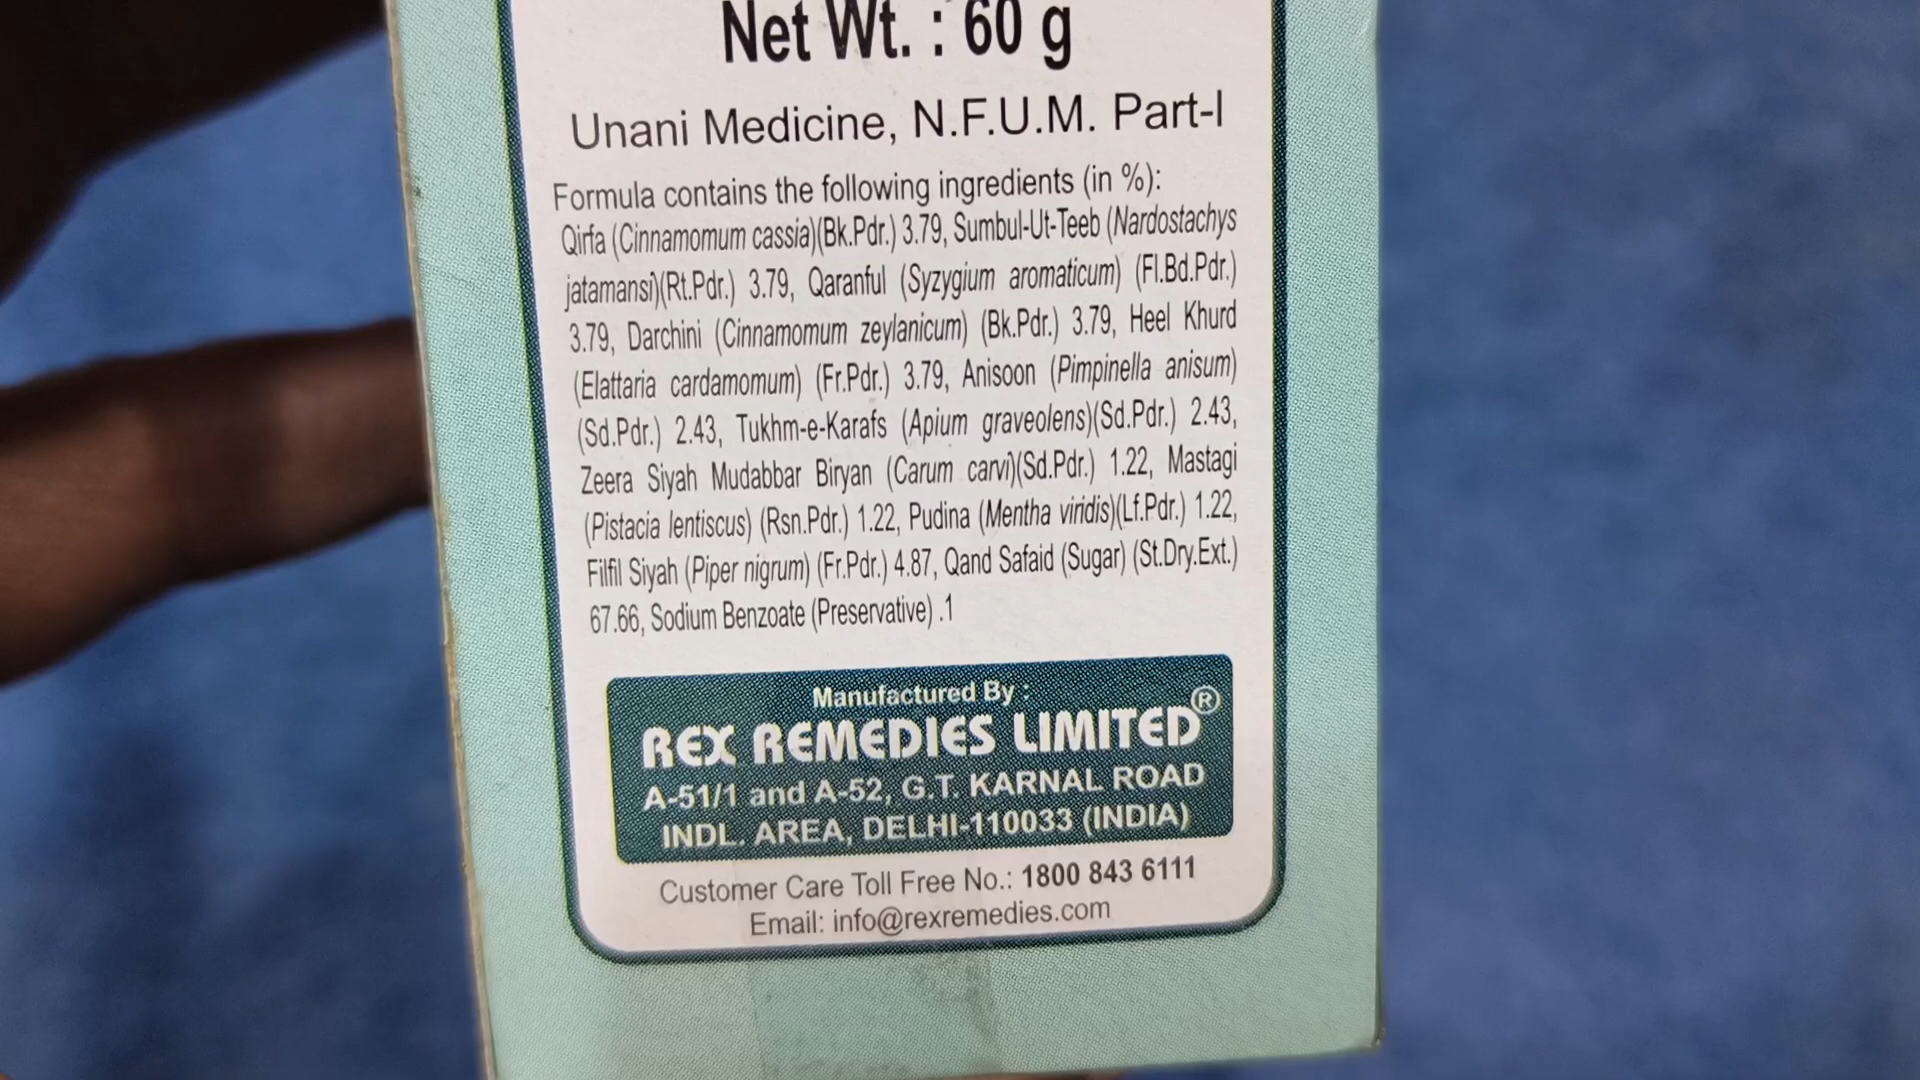 Net Wt. : 60 g
Unani Medicine, N.F.U.M. Part-I
Formula contains the following ingredients (in %):
Qirfa (Cinnamomum cassia)(Bk.Pdr.) 3.79, Sumbul-Ut-Teeb (Nardostachys
jatamansi)(Rt.Pdr.) 3.79, Qaranful (Syzygium aromaticum) (Fl.Bd.Pdr.)
3.79, Darchini (Cinnamomum zeylanicum) (Bk.Pdr.) 3.79, Heel Khurd
(Elattaria cardamomum) (Fr.Pdr.) 3.79, Anisoon (Pimpinella anisum)
(Sd.Pdr.) 2.43, Tukhm-e-Karafs (Apium graveolens)(Sd.Pdr.) 2.43,
Zeera Siyah Mudabbar Biryan (Carum carvi)(Sd.Pdr.) 1.22, Mastagi
(Pistacia lentiscus) (Rsn.Pdr.) 1.22, Pudina (Mentha viridis)(Lf.Pdr.) 1.22,
Filfil Siyah (Piper nigrum) (Fr.Pdr.) 4.87, Qand Safaid (Sugar) (St.Dry.Ext.)
67.66, Sodium Benzoate (Preservative) .1
Manufactured By :
REX REMEDIES LIMITED®
A-51/1 and A-52, G.T. KARNAL ROAD
INDL. AREA, DELHI-110033 (INDIA)
Customer Care Toll Free No.: 1800 843 6111
Email: info@rexremedies.com